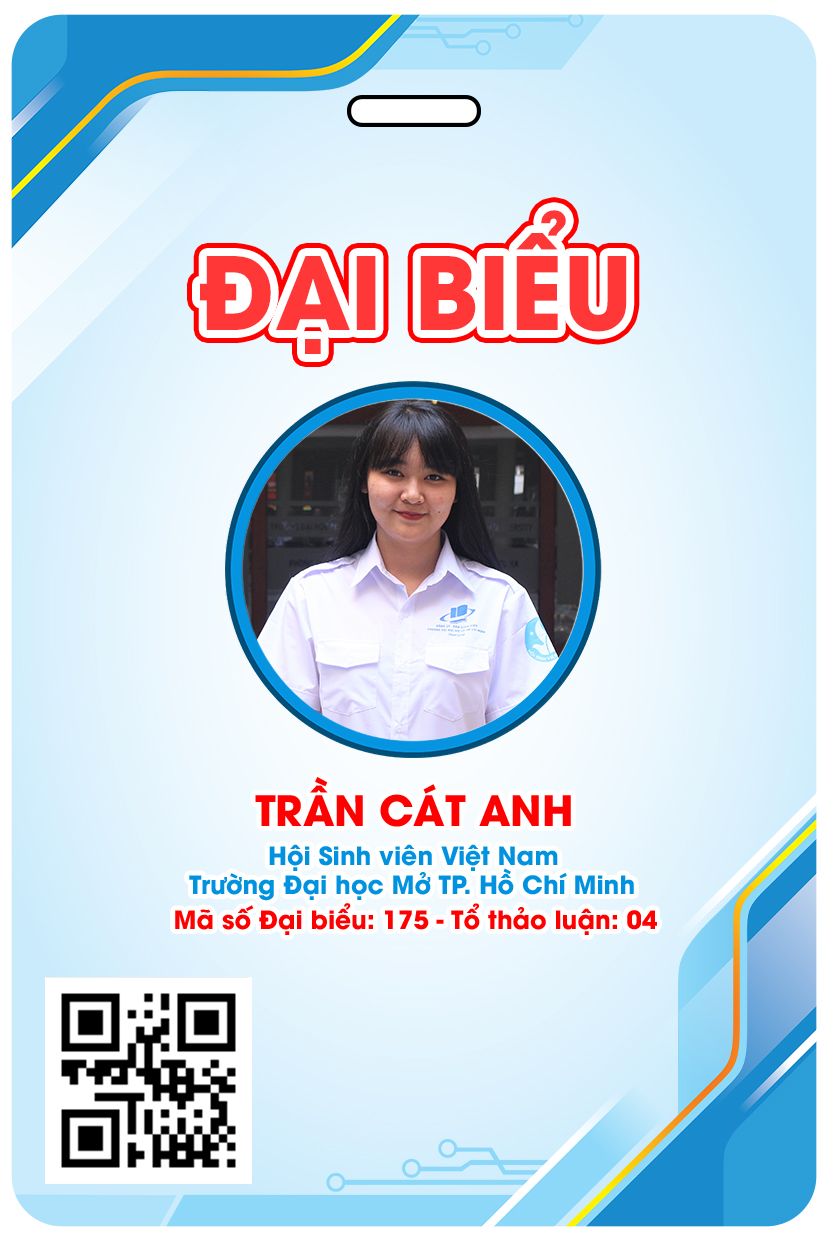 ĐẠI BIỂU
TRẦN CÁT ANH
Hội Sinh viên Việt Nam
Trường Đại học Mở TP. Hồ Chí Minh
Mã số Đại biểu: 175 - Tổ thảo luận: 04